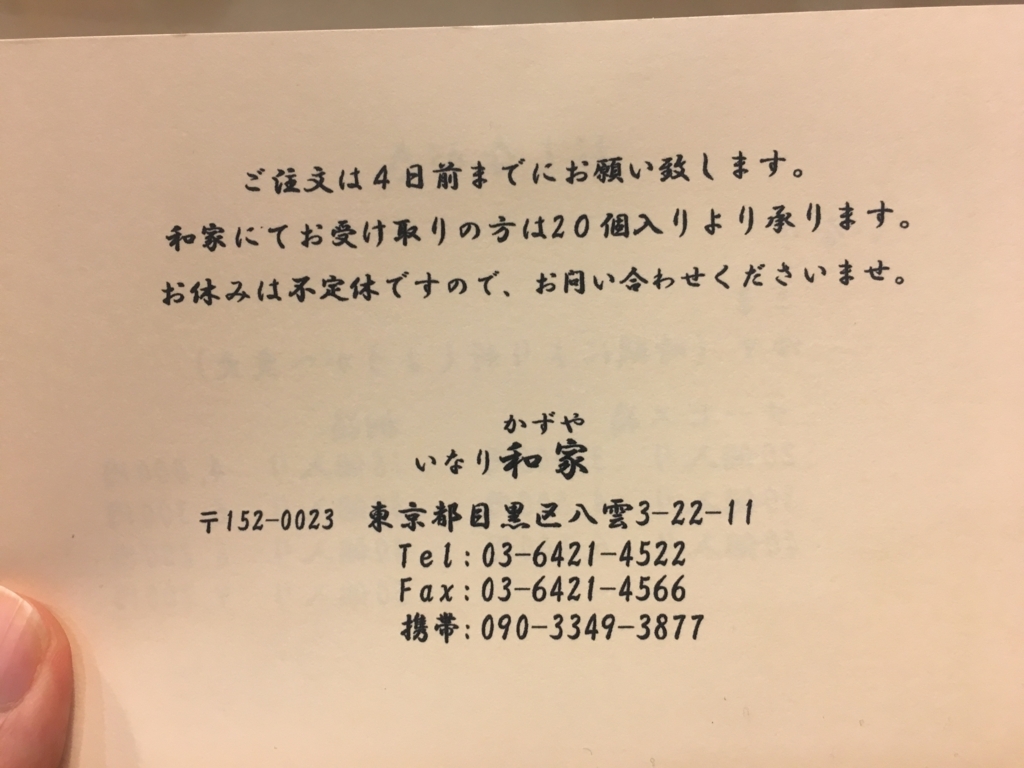 ご注文は4日前までにお願い致します。
和家にてお受け取りの方は20個入りより承ります。
お休みは不定休ですので、お問い合わせくださいませ。
かずや
いなり和家
〒152-0023 東京都目黒区八雲3-22-11
Tel:03-6421-4522
Fax:03-6421-4566
携帯:090-3349-3877